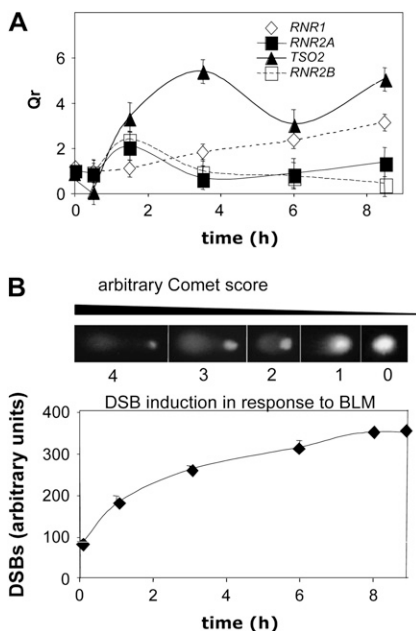 A
RNR1
RNR2A
TSO2
RNR2B
Qr
6
4
2
0
0 2 4 6 8
time (h)
B
arbitrary Comet score
4 3 2 1 0
DSB induction in response to BLM
DSBs (arbitrary units)
400
300
200
100
0
0 2 4 6 8
time (h)